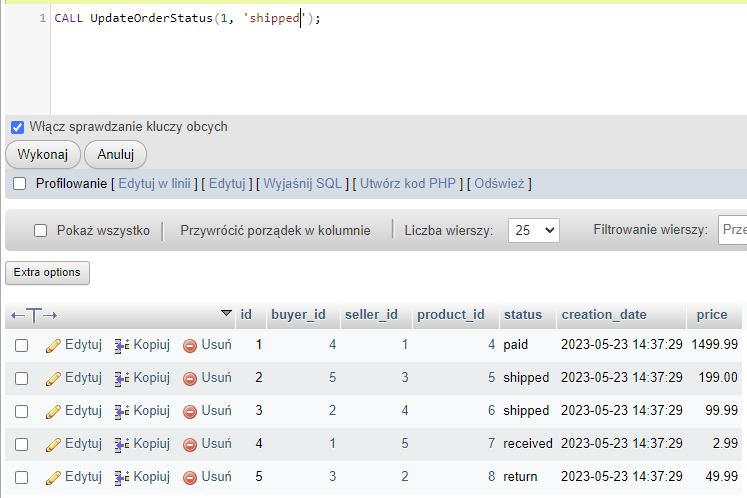 1 CALL UpdateOrderStatus(1, 'shipped');
Włącz sprawdzanie kluczy obcych
Wykonaj Anuluj
Profilowanie [ Edytuj w linii ] [ Edytuj ] [ Wyjaśnij SQL ] [ Utwórz kod PHP ] [ Odśwież ]
Pokaż wszystko Przywrócić porządek w kolumnie Liczba wierszy: 25 Filtrowanie wierszy: Prze
Extra options
id buyer_id seller_id product_id status creation_date price
Edytuj Kopiuj Usuń 1 4 1 4 paid 2023-05-23 14:37:29 1499.99
Edytuj Kopiuj Usuń 2 5 3 5 shipped 2023-05-23 14:37:29 199.00
Edytuj Kopiuj Usuń 3 2 4 6 shipped 2023-05-23 14:37:29 99.99
Edytuj Kopiuj Usuń 4 1 5 7 received 2023-05-23 14:37:29 2.99
Edytuj Kopiuj Usuń 5 3 2 8 return 2023-05-23 14:37:29 49.99